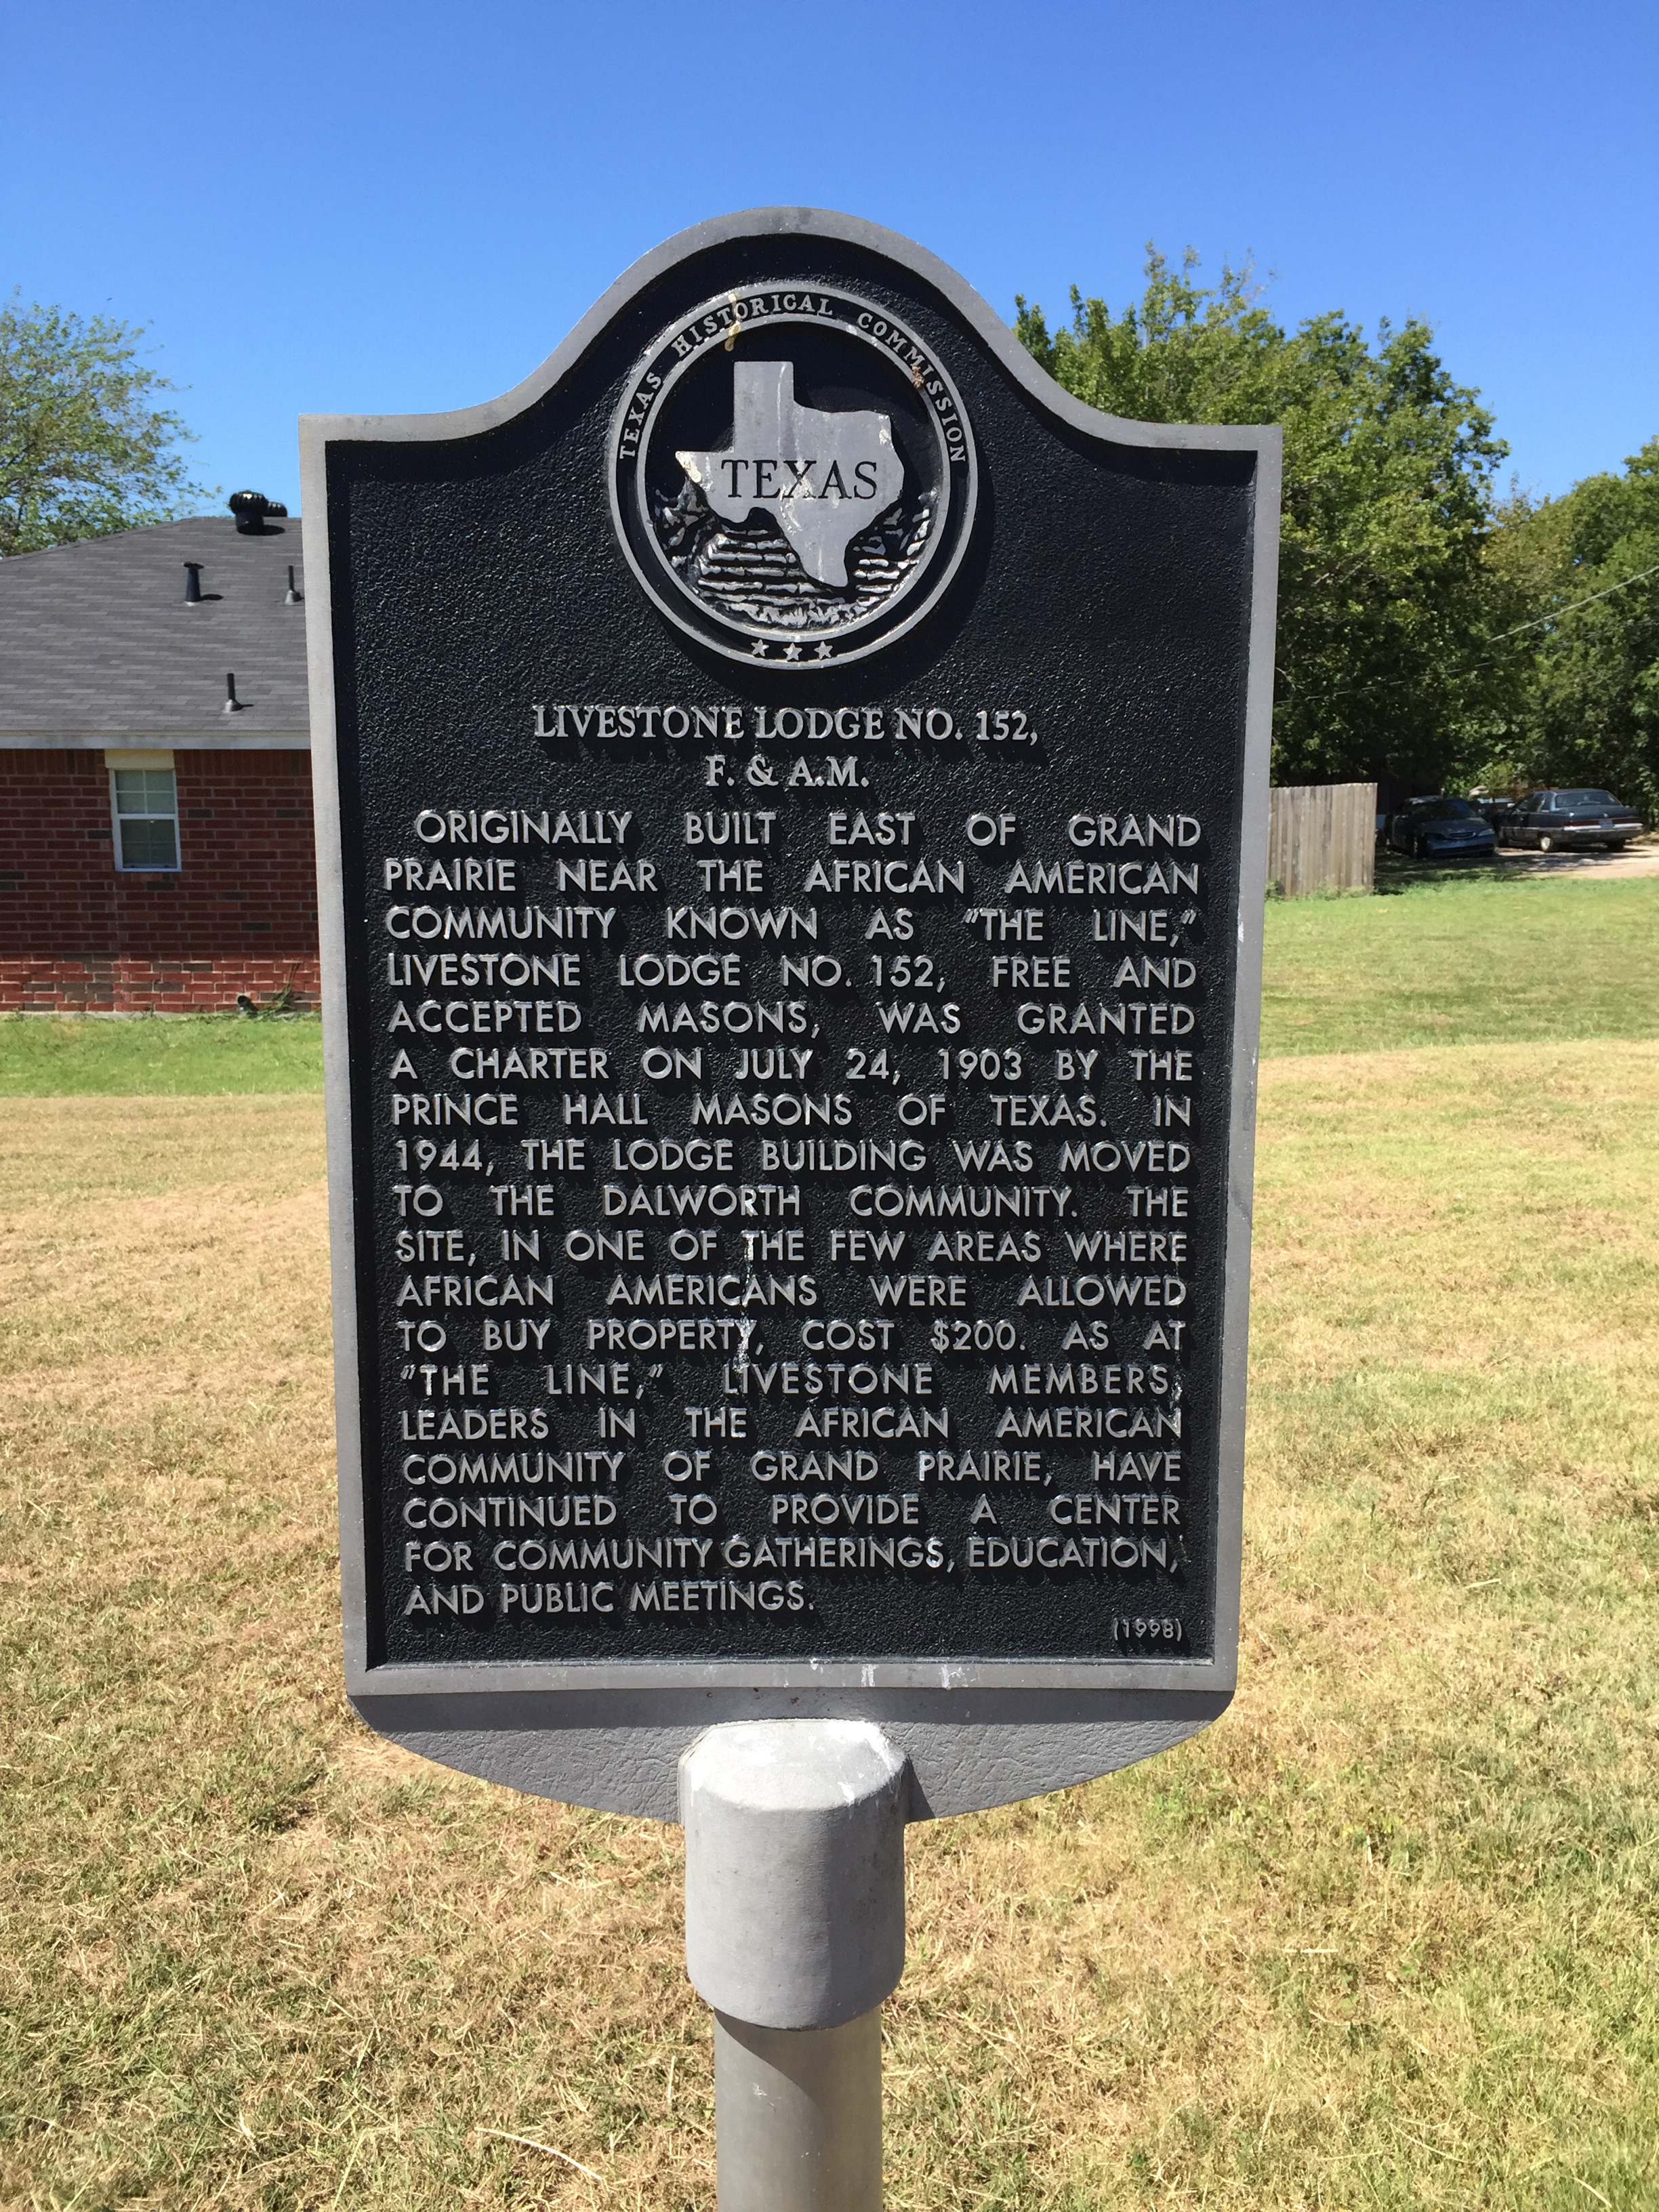 TEXAS HISTORICAL COMMISSION
TEXAS
LIVESTONE LODGE NO. 152,
F. & A.M.
ORIGINALLY BUILT EAST OF GRAND
PRAIRIE NEAR THE AFRICAN AMERICAN
COMMUNITY KNOWN AS "THE LINE,"
LIVESTONE LODGE NO. 152, FREE AND
ACCEPTED MASONS, WAS GRANTED
A CHARTER ON JULY 24, 1903 BY THE
PRINCE HALL MASONS OF TEXAS. IN
1944, THE LODGE BUILDING WAS MOVED
TO THE DALWORTH COMMUNITY. THE
SITE, IN ONE OF THE FEW AREAS WHERE
AFRICAN AMERICANS WERE ALLOWED
TO BUY PROPERTY, COST $200. AS AT
"THE LINE," LIVESTONE MEMBERS,
LEADERS IN THE AFRICAN AMERICAN
COMMUNITY OF GRAND PRAIRIE, HAVE
CONTINUED TO PROVIDE A CENTER
FOR COMMUNITY GATHERINGS, EDUCATION,
AND PUBLIC MEETINGS.
(1998)